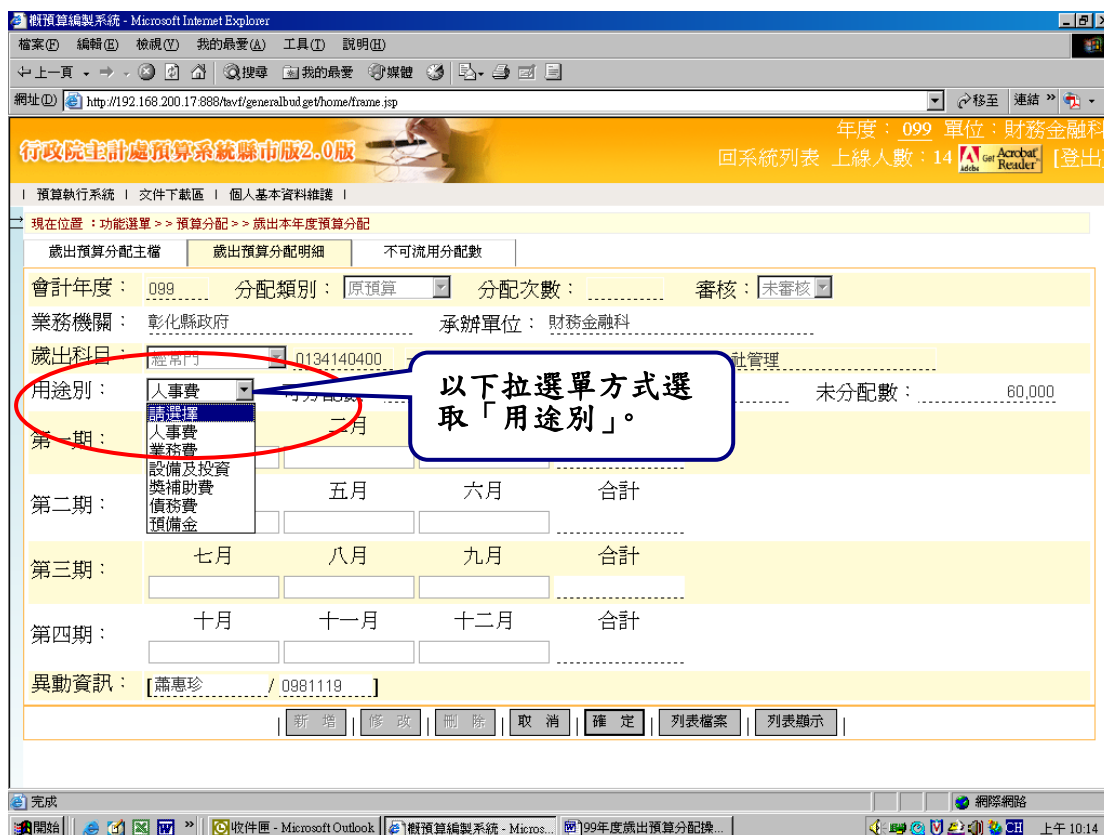 概預算編製系統 - Microsoft Internet Explorer
檔案(F) 編輯(E) 檢視(V) 我的最愛(A) 工具(T) 說明(H)
上一頁 搜尋 我的最愛 媒體
網址(D) http://192.168.200.17:888/tavf/generalbudget/home/frame.jsp 移至 連結 »
年度：099 單位：財務金融科
行政院主計處預算系統縣市版2.0版
回系統列表 上線人數：14 Adobe Get Acrobat Reader [登出]
| 預算執行系統 | 文件下載區 | 個人基本資料維護 |
現在位置：功能選單>>預算分配>>歲出本年度預算分配
歲出預算分配主檔 歲出預算分配明細 不可流用分配數
會計年度： 099 分配類別： 原預算 分配次數： 審核： 未審核
業務機關： 彰化縣政府 承辦單位： 財務金融科
歲出科目： 經常門 0134140400 社管理
用途別： 人事費 未分配數： 60,000
以下拉選單方式選
取「用途別」。
請選擇
人事費
業務費
設備及投資
獎補助費
債務費
預備金
第一期： 二月
第二期： 五月 六月 合計
第三期： 七月 八月 九月 合計
第四期： 十月 十一月 十二月 合計
異動資訊： [蕭惠珍 / 0981119 ]
| 新 增 | 修 改 | 刪 除 | 取 消 | 確 定 | 列表檔案 | 列表顯示 |
完成 網際網路
開始 » 收件匣 - Microsoft Outlook 概預算編製系統 - Micros... 99年度歲出預算分配操... CH 上午 10:14